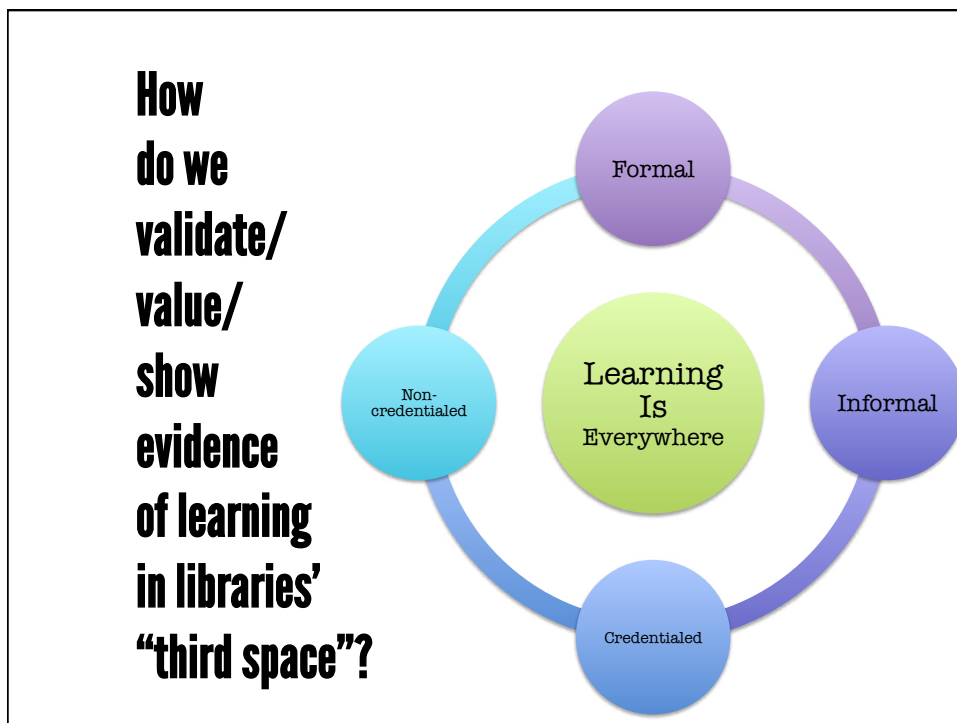 How
do we
validate/
value/
show
evidence
of learning
in libraries’
“third space”?
Formal
Non-
credentialed
Learning
Is
Everywhere
Informal
Credentialed